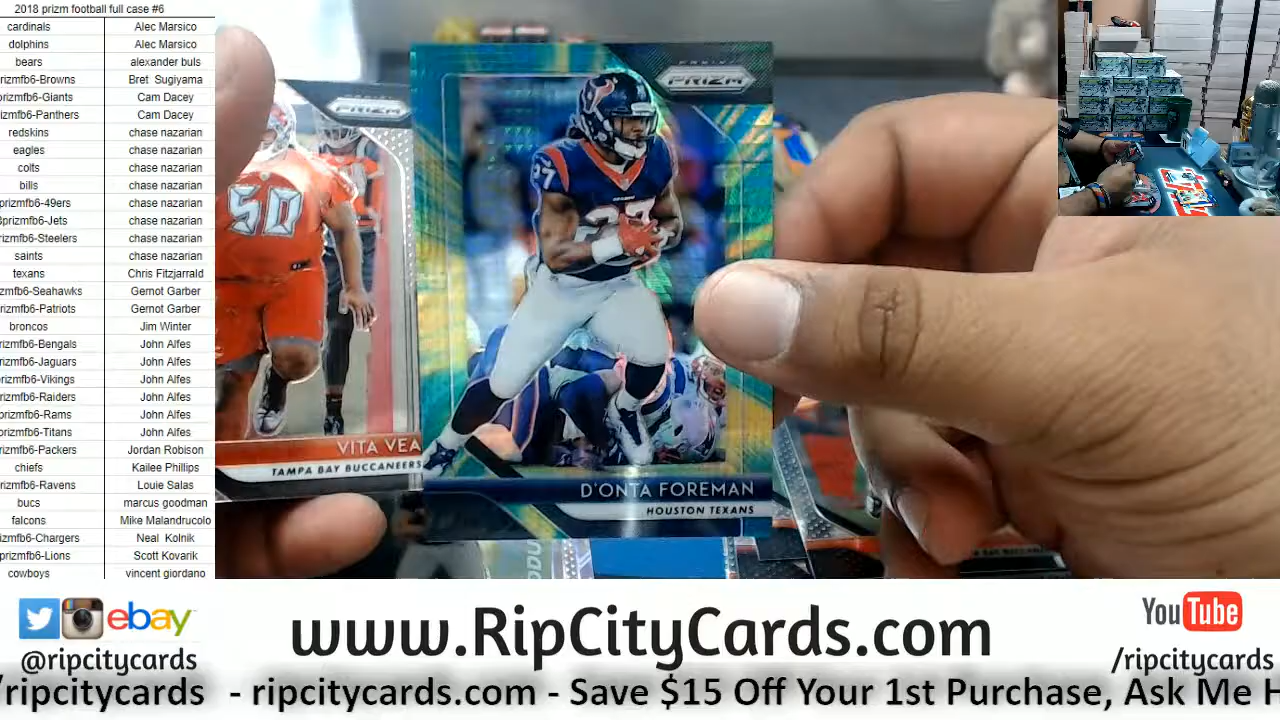 2018 prizm football full case #6
cardinals Alec Marsico
dolphins Alec Marsico
bears alexander buls
rizmfb6-Browns Bret Sugiyama
rizmfb6-Giants Cam Dacey
rizmfb6-Panthers Cam Dacey
redskins chase nazarian
eagles chase nazarian
colts chase nazarian
bills chase nazarian
rizmfb6-49ers chase nazarian
prizmfb6-Jets chase nazarian
rizmfb6-Steelers chase nazarian
saints chase nazarian
texans Chris Fitzjarrald
zmfb6-Seahawks Gernot Garber
rizmfb6-Patriots Gernot Garber
broncos Jim Winter
rizmfb6-Bengals John Alfes
rizmfb6-Jaguars John Alfes
rizmfb6-Vikings John Alfes
rizmfb6-Raiders John Alfes
prizmfb6-Rams John Alfes
rizmfb6-Titans John Alfes
rizmfb6-Packers Jordan Robison
chiefs Kailee Phillips
rizmfb6-Ravens Louie Salas
bucs marcus goodman
falcons Mike Malandrucolo
izmfb6-Chargers Neal Kolnik
prizmfb6-Lions Scott Kovarik
cowboys vincent giordano
PRIZM
50
VITA VEA
TAMPA BAY BUCCANEERS
PANINI
PRIZM
27
27
D'ONTA FOREMAN
HOUSTON TEXANS
ebay
@ripcitycards
www.RipCityCards.com
YouTube
/ripcitycards
/ripcitycards - ripcitycards.com - Save $15 Off Your 1st Purchase, Ask Me H